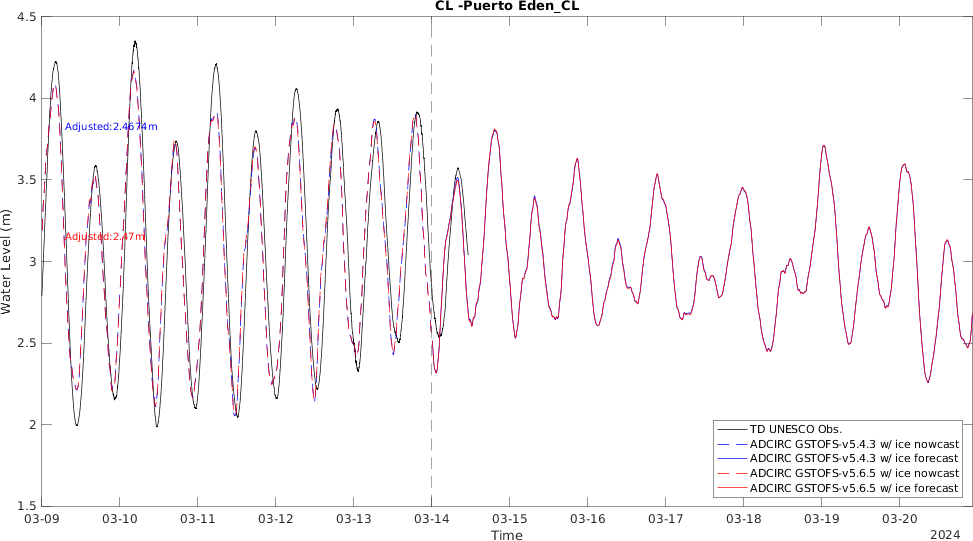 CL -Puerto Eden_CL
4.5
4
3.5
3
2.5
2
1.5
Water Level (m)
Adjusted:2.4674m
Adjusted:2.47m
TD UNESCO Obs.
ADCIRC GSTOFS-v5.4.3 w/ ice nowcast
ADCIRC GSTOFS-v5.4.3 w/ ice forecast
ADCIRC GSTOFS-v5.6.5 w/ ice nowcast
ADCIRC GSTOFS-v5.6.5 w/ ice forecast
03-09 03-10 03-11 03-12 03-13 03-14 03-15 03-16 03-17 03-18 03-19 03-20
Time
2024